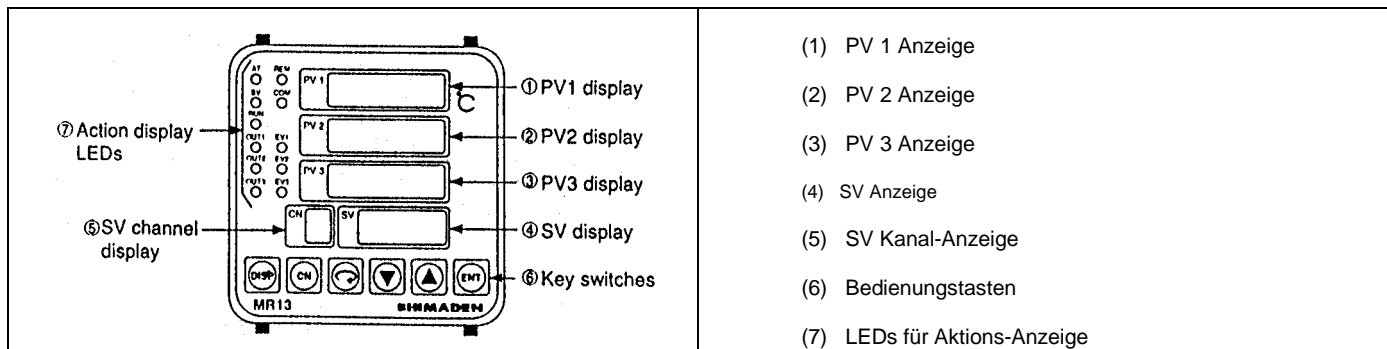 AT REM
SV COM
RUN
OUT1 EV1
OUT2 EV2
OUT3 EV3
PV 1
℃
PV 2
PV 3
CN SV
DISP CN ENT
MR13 SHIMADEN
①PV1 display
②PV2 display
③PV3 display
④SV display
⑥Key switches
⑦Action display
LEDs
⑤SV channel
display
(1) PV 1 Anzeige
(2) PV 2 Anzeige
(3) PV 3 Anzeige
(4) SV Anzeige
(5) SV Kanal-Anzeige
(6) Bedienungstasten
(7) LEDs für Aktions-Anzeige